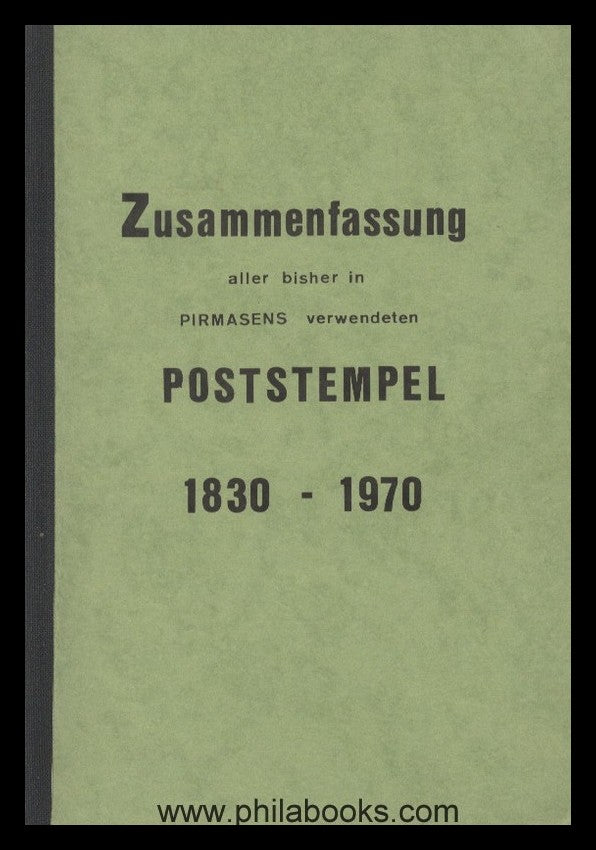 Zusammenfassung
aller bisher in
PIRMASENS verwendeten
POSTSTEMPEL
1830 - 1970
www.philabooks.com